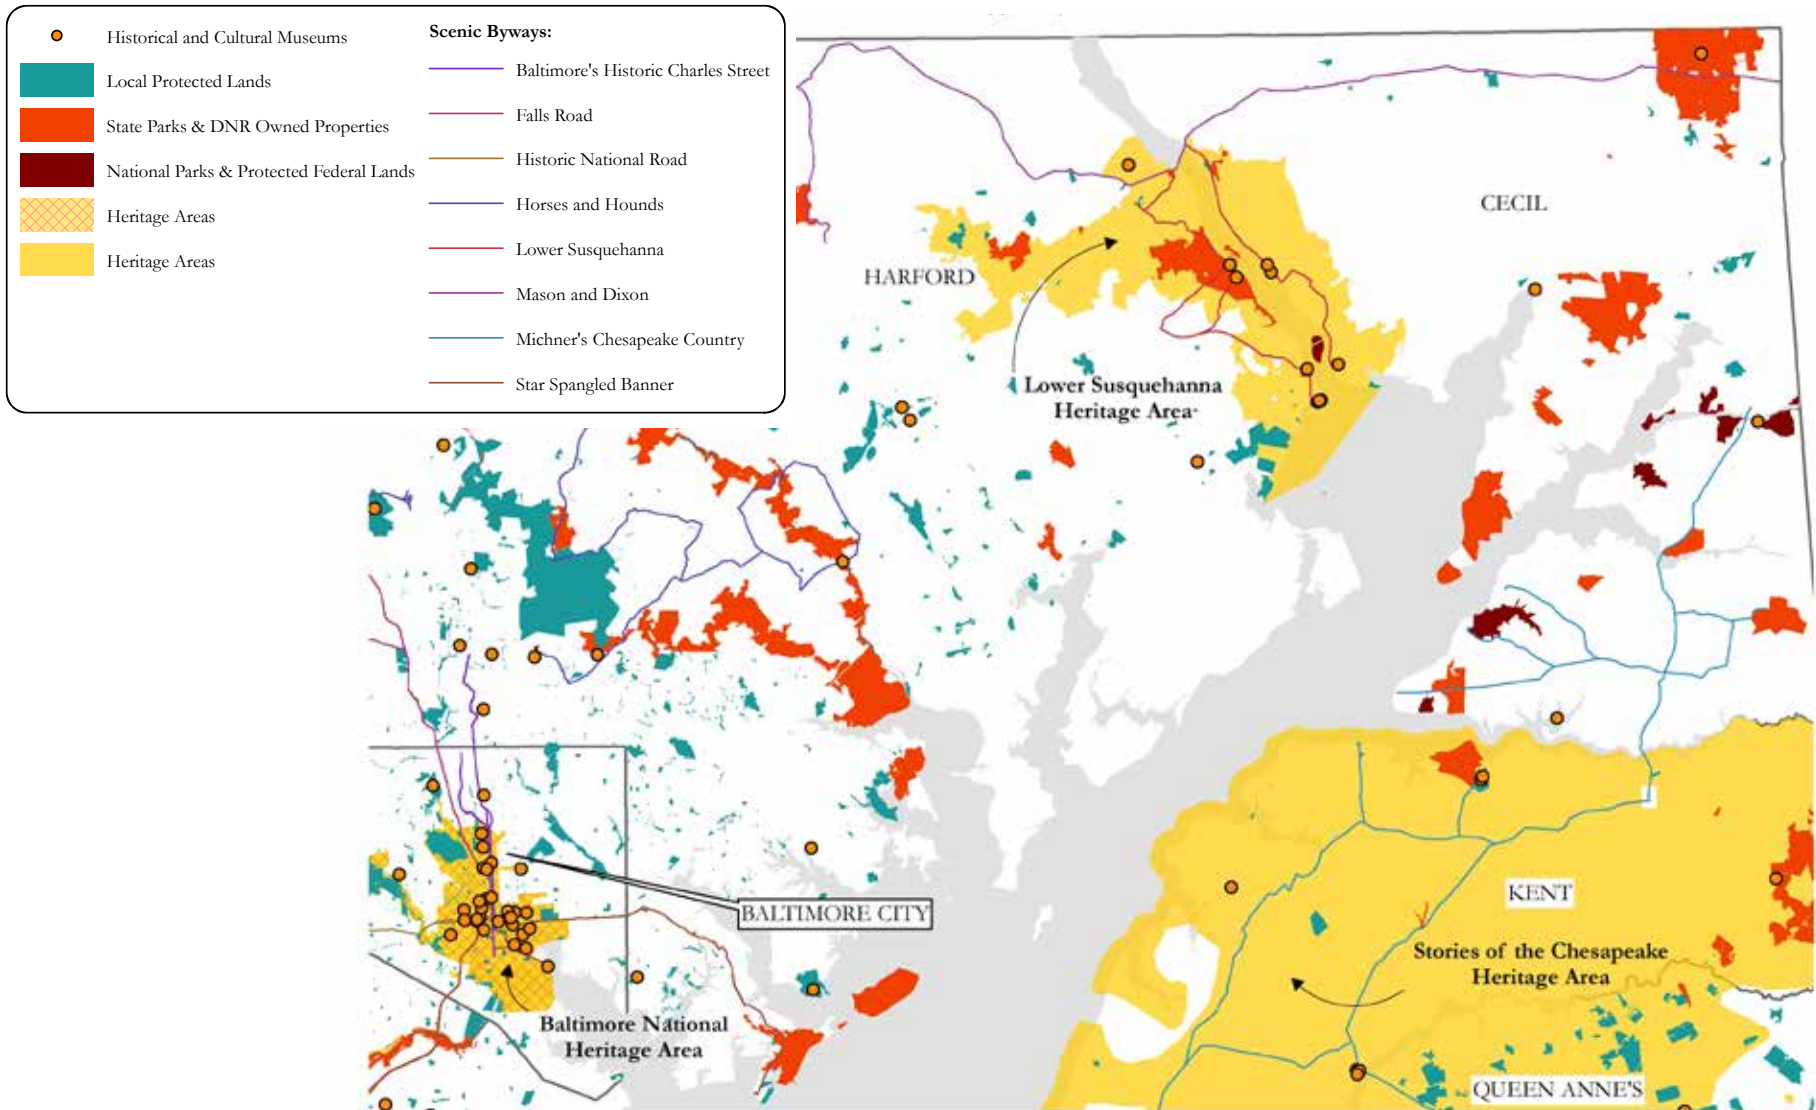 Historical and Cultural Museums
Local Protected Lands
State Parks & DNR Owned Properties
National Parks & Protected Federal Lands
Heritage Areas
Heritage Areas
Scenic Byways:
Baltimore's Historic Charles Street
Falls Road
Historic National Road
Horses and Hounds
Lower Susquehanna
Mason and Dixon
Michner's Chesapeake Country
Star Spangled Banner
CECIL
HARFORD
Lower Susquehanna
Heritage Area
BALTIMORE CITY
KENT
Stories of the Chesapeake
Heritage Area
Baltimore National
Heritage Area
QUEEN ANNE'S